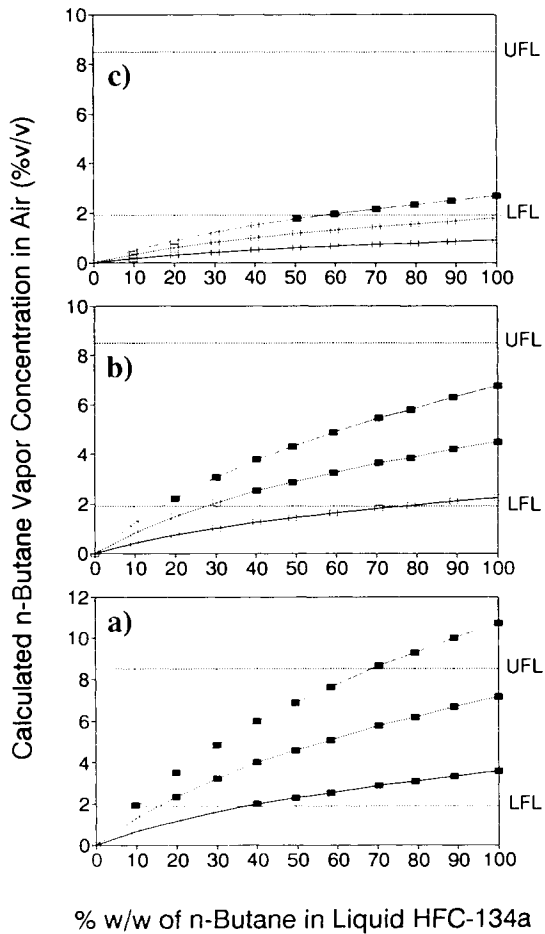 Calculated n-Butane Vapor Concentration in Air (%v/v)
10
8
6
4
2
0
c)
UFL
LFL
0 10 20 30 40 50 60 70 80 90 100
10
8
6
4
2
0
b)
UFL
LFL
0 10 20 30 40 50 60 70 80 90 100
12
10
8
6
4
2
0
a)
UFL
LFL
0 10 20 30 40 50 60 70 80 90 100
% w/w of n-Butane in Liquid HFC-134a